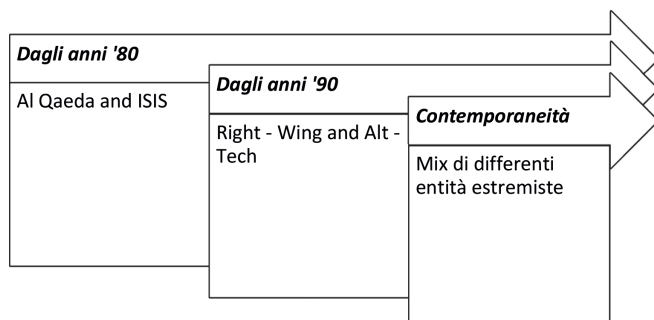 Dagli anni '80
Al Qaeda and ISIS
Dagli anni '90
Right - Wing and Alt -
Tech
Contemporaneità
Mix di differenti
entità estremiste